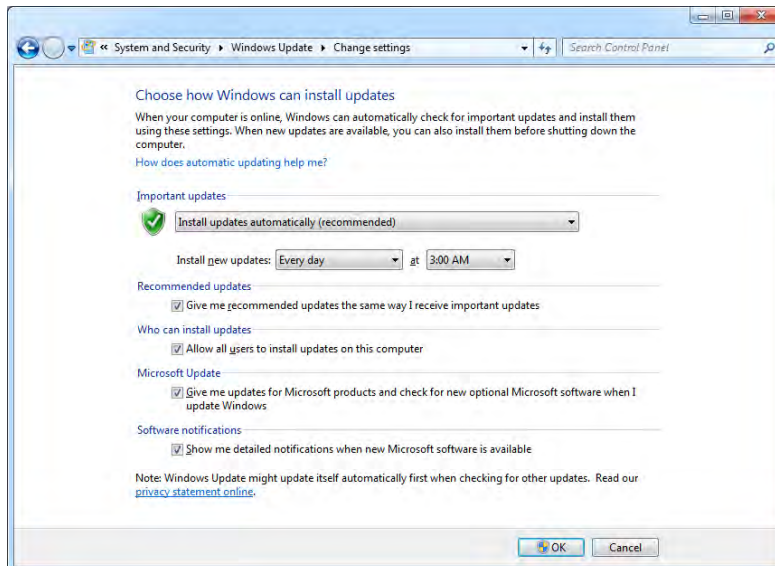 « System and Security ▸ Windows Update ▸ Change settings
Search Control Panel
Choose how Windows can install updates
When your computer is online, Windows can automatically check for important updates and install them
using these settings. When new updates are available, you can also install them before shutting down the
computer.
How does automatic updating help me?
Important updates
Install updates automatically (recommended)
Install new updates: Every day at 3:00 AM
Recommended updates
Give me recommended updates the same way I receive important updates
Who can install updates
Allow all users to install updates on this computer
Microsoft Update
Give me updates for Microsoft products and check for new optional Microsoft software when I
update Windows
Software notifications
Show me detailed notifications when new Microsoft software is available
Note: Windows Update might update itself automatically first when checking for other updates. Read our
privacy statement online.
OK Cancel